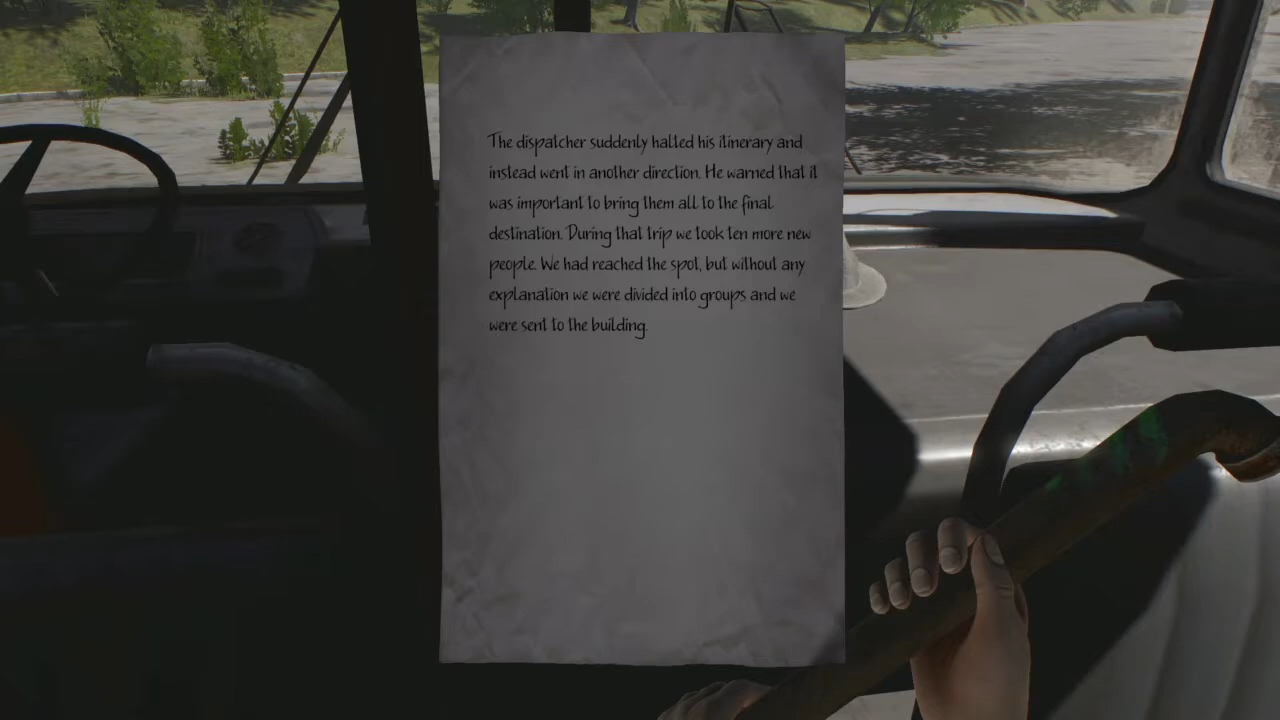 The dispatcher suddenly halted his itinerary and
instead went in another direction. He warned that it
was important to bring them all to the final
destination. During that trip we took ten more new
people. We had reached the spot, but without any
explanation we were divided into groups and we
were sent to the building.